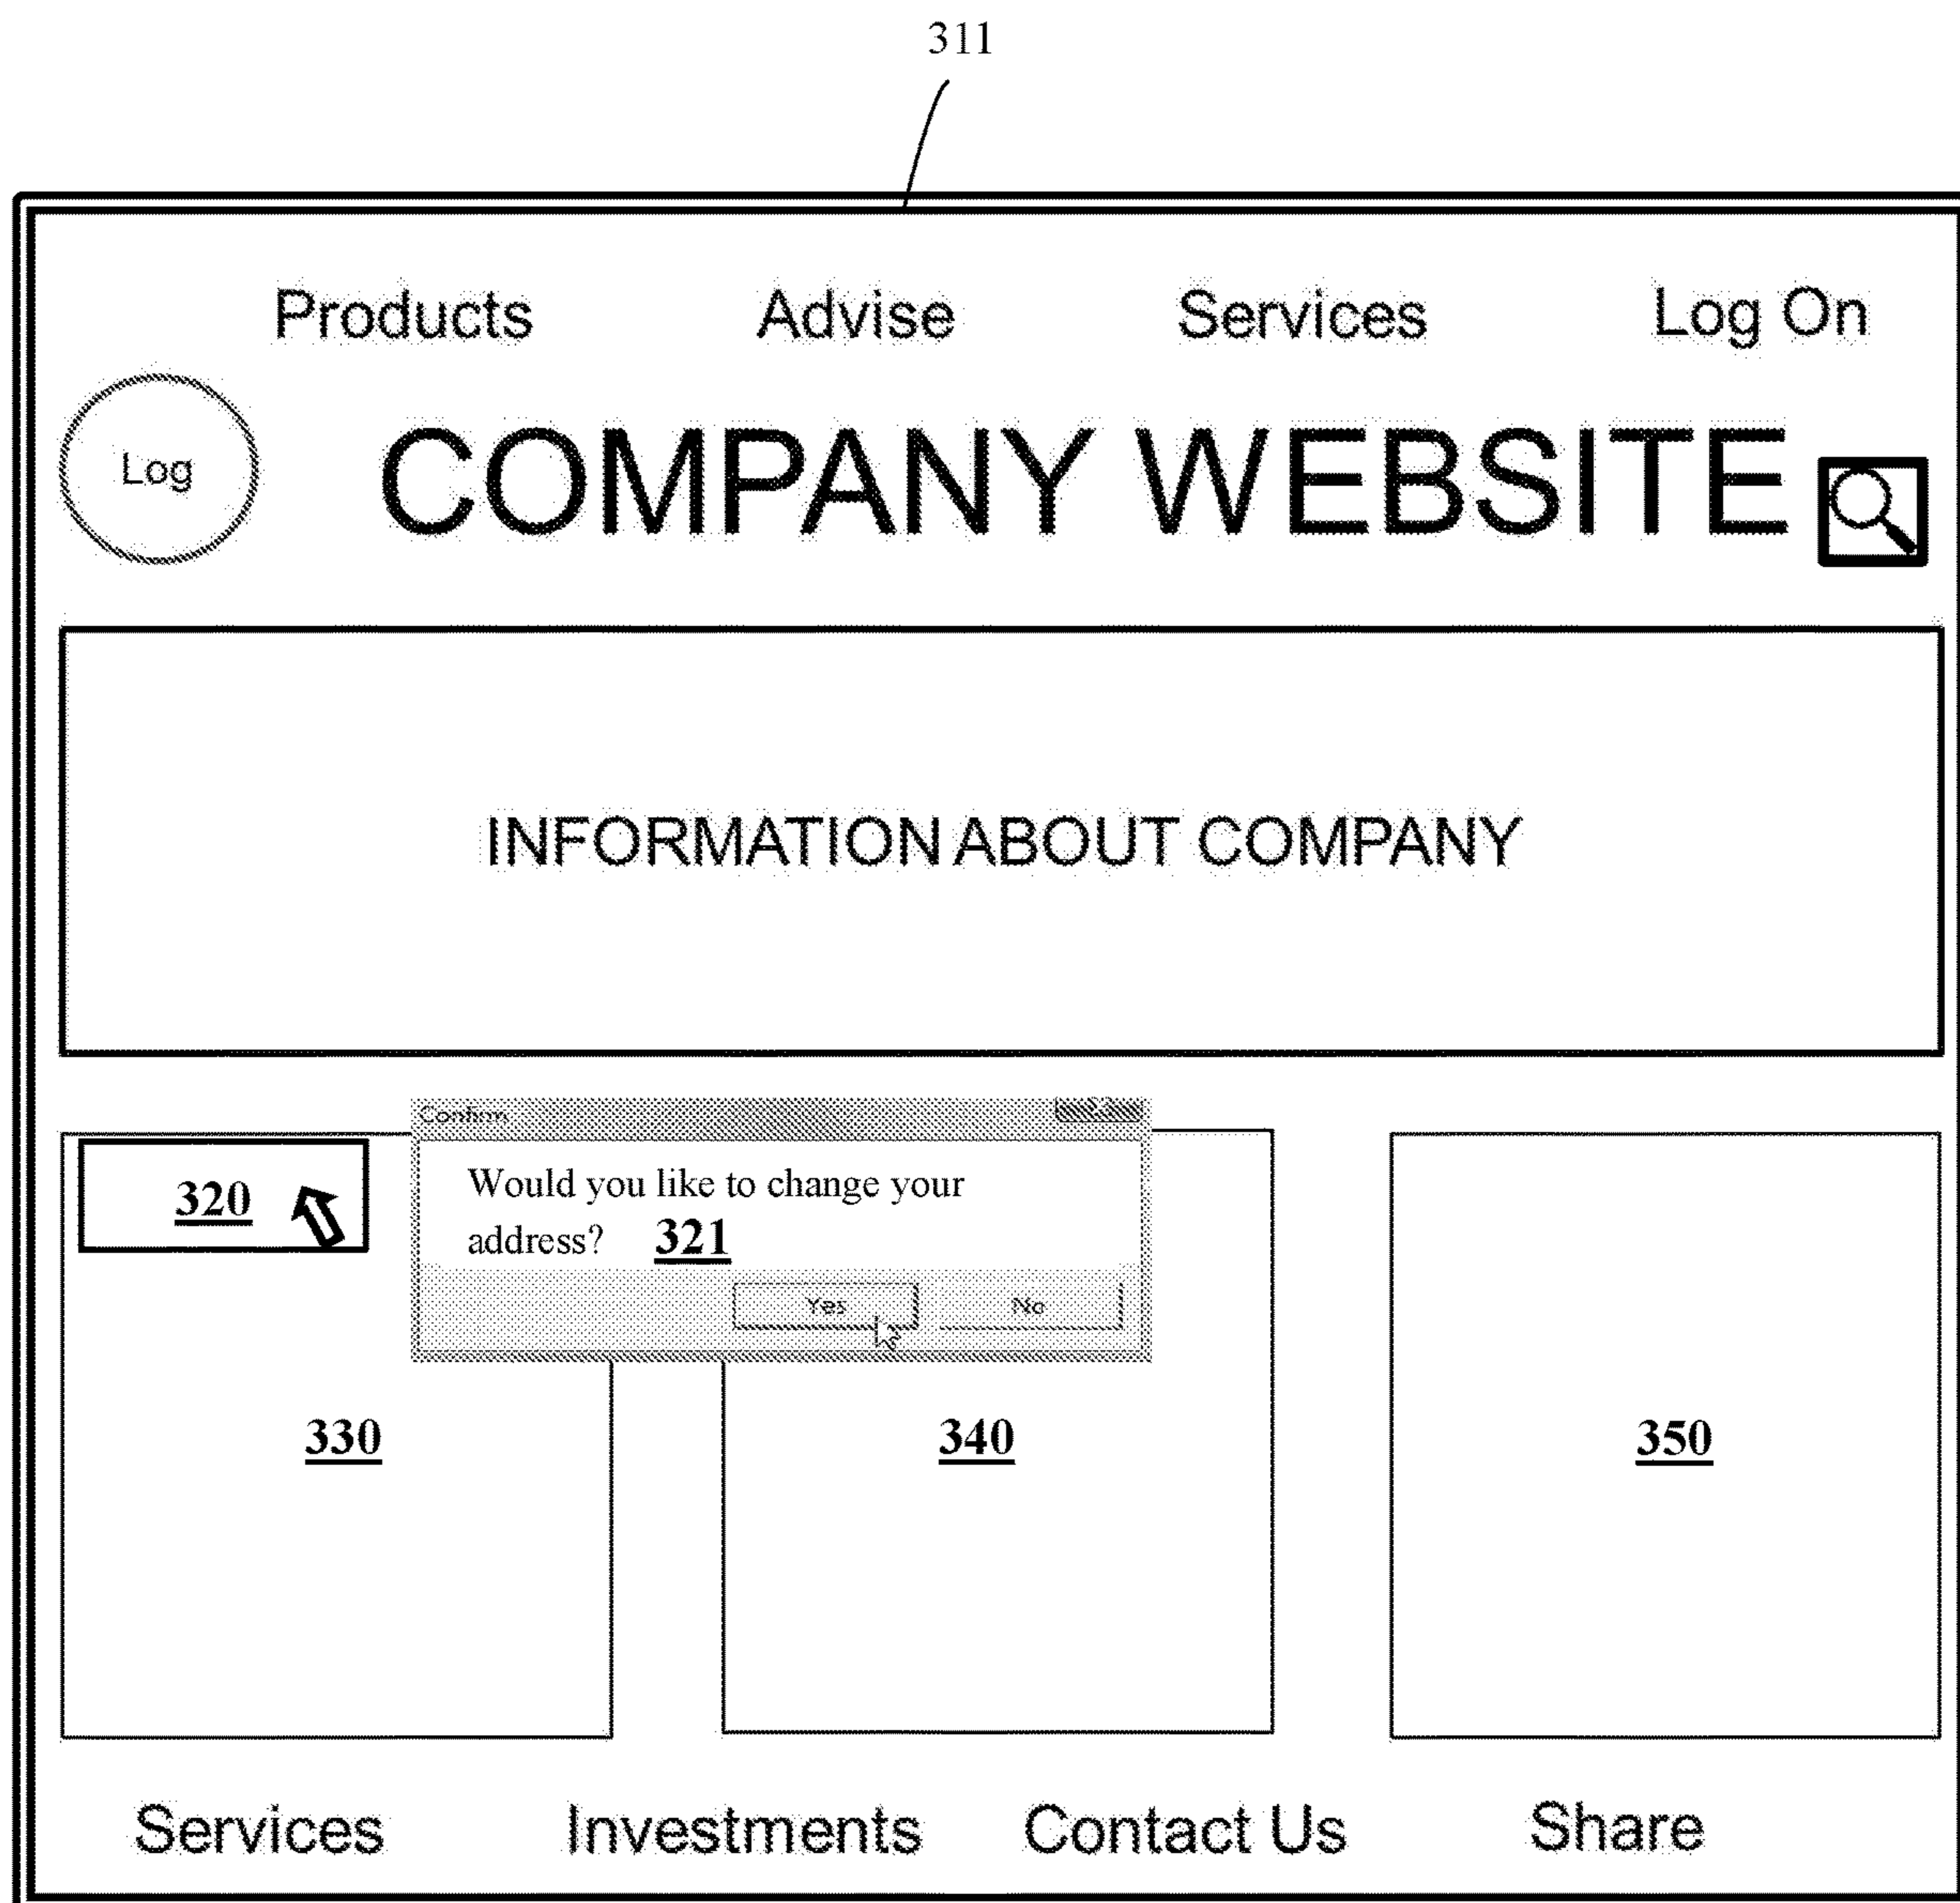 311
Products Advise Services Log On
Log COMPANY WEBSITE
INFORMATION ABOUT COMPANY
Confirm
320 Would you like to change your
address? 321
Yes No
330 340 350
Services Investments Contact Us Share